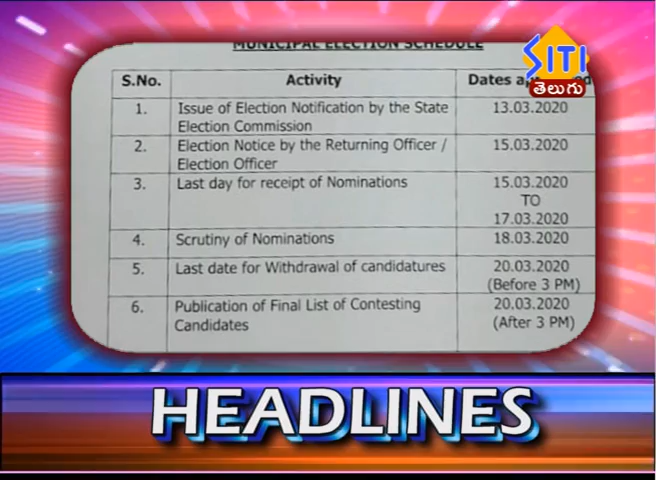 MUNICIPAL ELECTION SCHEDULE
SITI
తెలుగు
S.No. Activity Dates
1. Issue of Election Notification by the State 13.03.2020
Election Commission
2. Election Notice by the Returning Officer / 15.03.2020
Election Officer
3. Last day for receipt of Nominations 15.03.2020
TO
17.03.2020
4. Scrutiny of Nominations 18.03.2020
5. Last date for Withdrawal of candidatures 20.03.2020
(Before 3 PM)
6. Publication of Final List of Contesting 20.03.2020
Candidates (After 3 PM)
HEADLINES